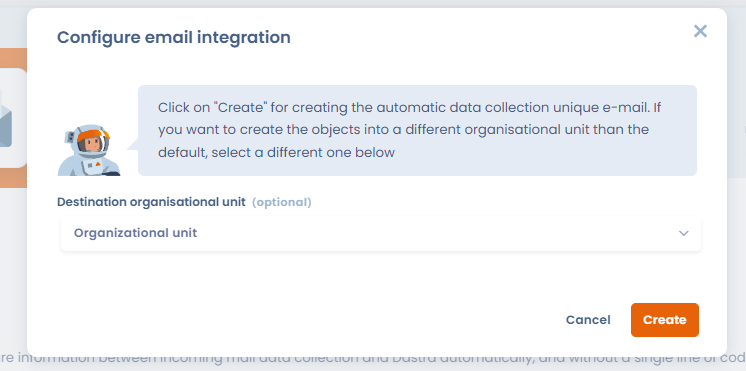 Configure email integration
Click on "Create" for creating the automatic data collection unique e-mail. If
you want to create the objects into a different organisational unit than the
default, select a different one below
Destination organisational unit (optional)
Organizational unit
Cancel
Create
re information between incoming mail data collection and Dastra automatically, and without a single line of cod